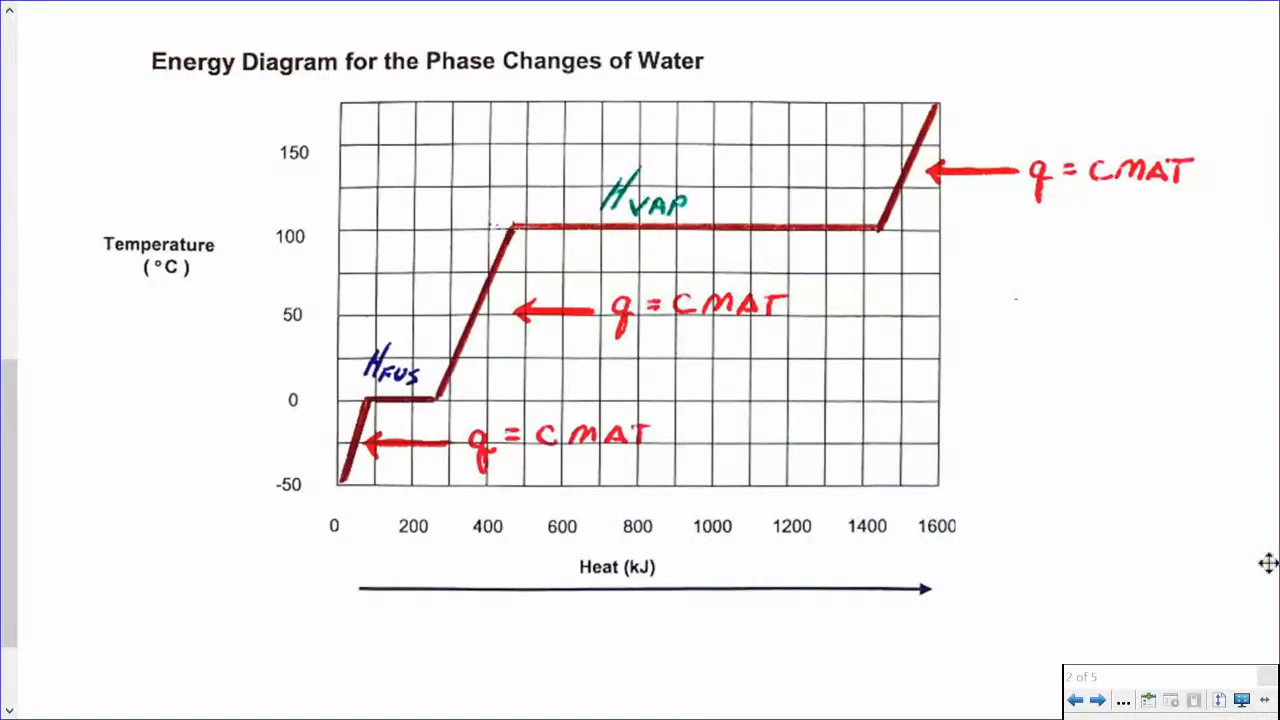 Energy Diagram for the Phase Changes of Water
150
q = CMΔT
HVAP
100
Temperature
( °C )
q = CMΔT
50
HFUS
0
q = CMΔT
-50
0 200 400 600 800 1000 1200 1400 1600
Heat (kJ)
2 of 5
...